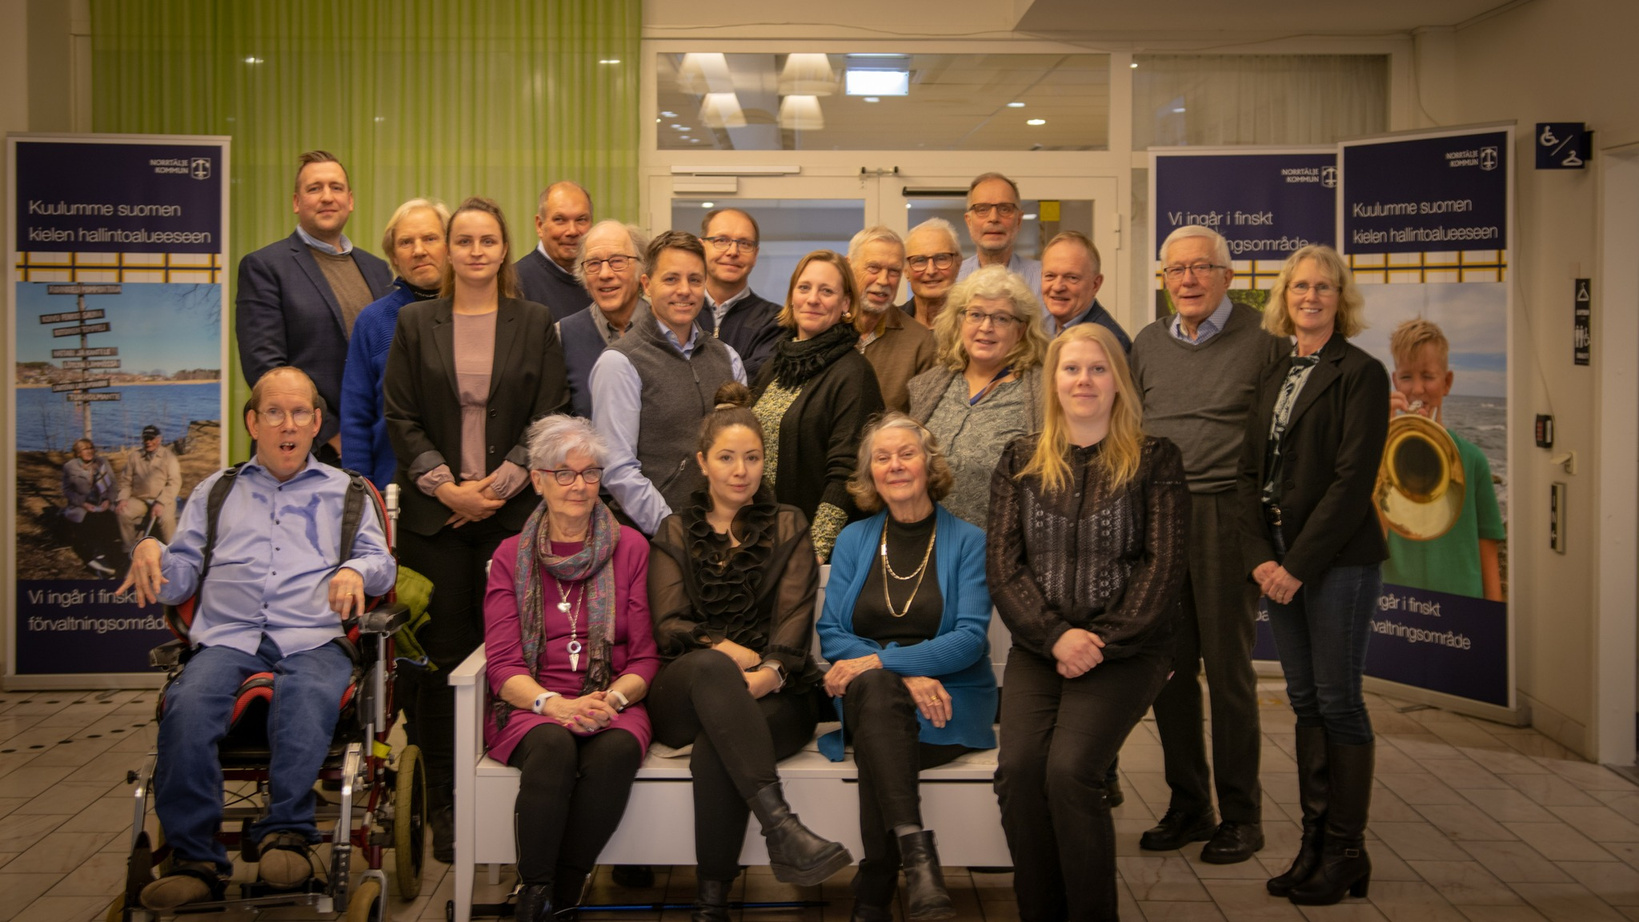 NORRTÄLJE
KOMMUN
Kuulumme suomen
kielen hallintoalueeseen
Vi ingår i finskt
förvaltningsområde
NORRTÄLJE
KOMMUN
Vi ingår i finskt
NORRTÄLJE
KOMMUN
Kuulumme suomen
kielen hallintoalueeseen
ingår i finskt